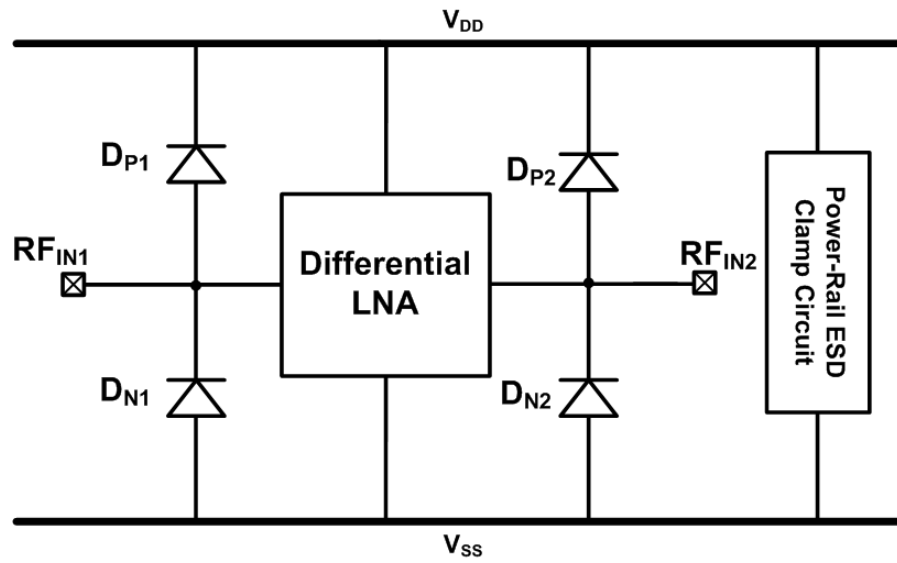 VDD
DP1
DP2
RFIN1
Differential
LNA
RFIN2
Power-Rail ESD
Clamp Circuit
DN1
DN2
VSS